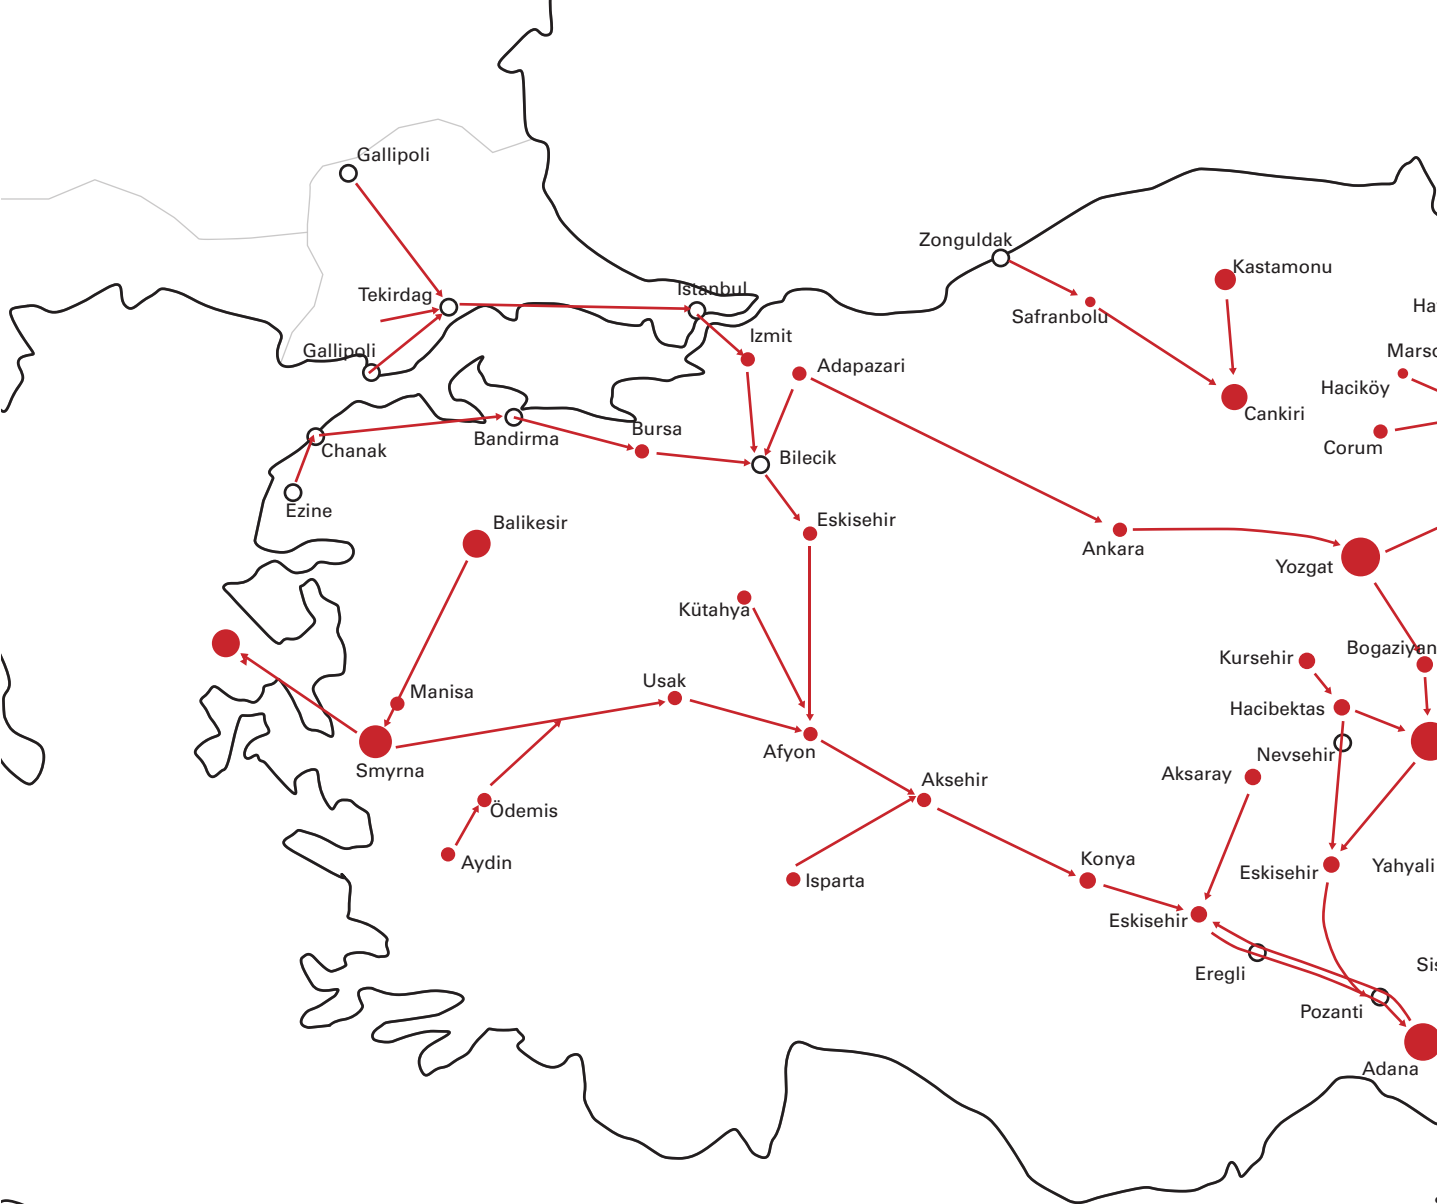 Gallipoli
Zonguldak
Kastamonu
Istanbul
Tekirdag
Safranbolu
Izmit
Gallipoli
Adapazari
Haciköy
Cankiri
Bursa
Bandirma
Chanak
Corum
Bilecik
Ezine
Balikesir
Eskisehir
Ankara
Yozgat
Kütahya
Bogaziyan
Kursehir
Usak
Manisa
Hacibektas
Afyon
Nevsehir
Smyrna
Aksaray
Aksehir
Ödemis
Konya
Aydin
Yahyali
Eskisehir
Isparta
Eskisehir
Eregli
Pozanti
Adana